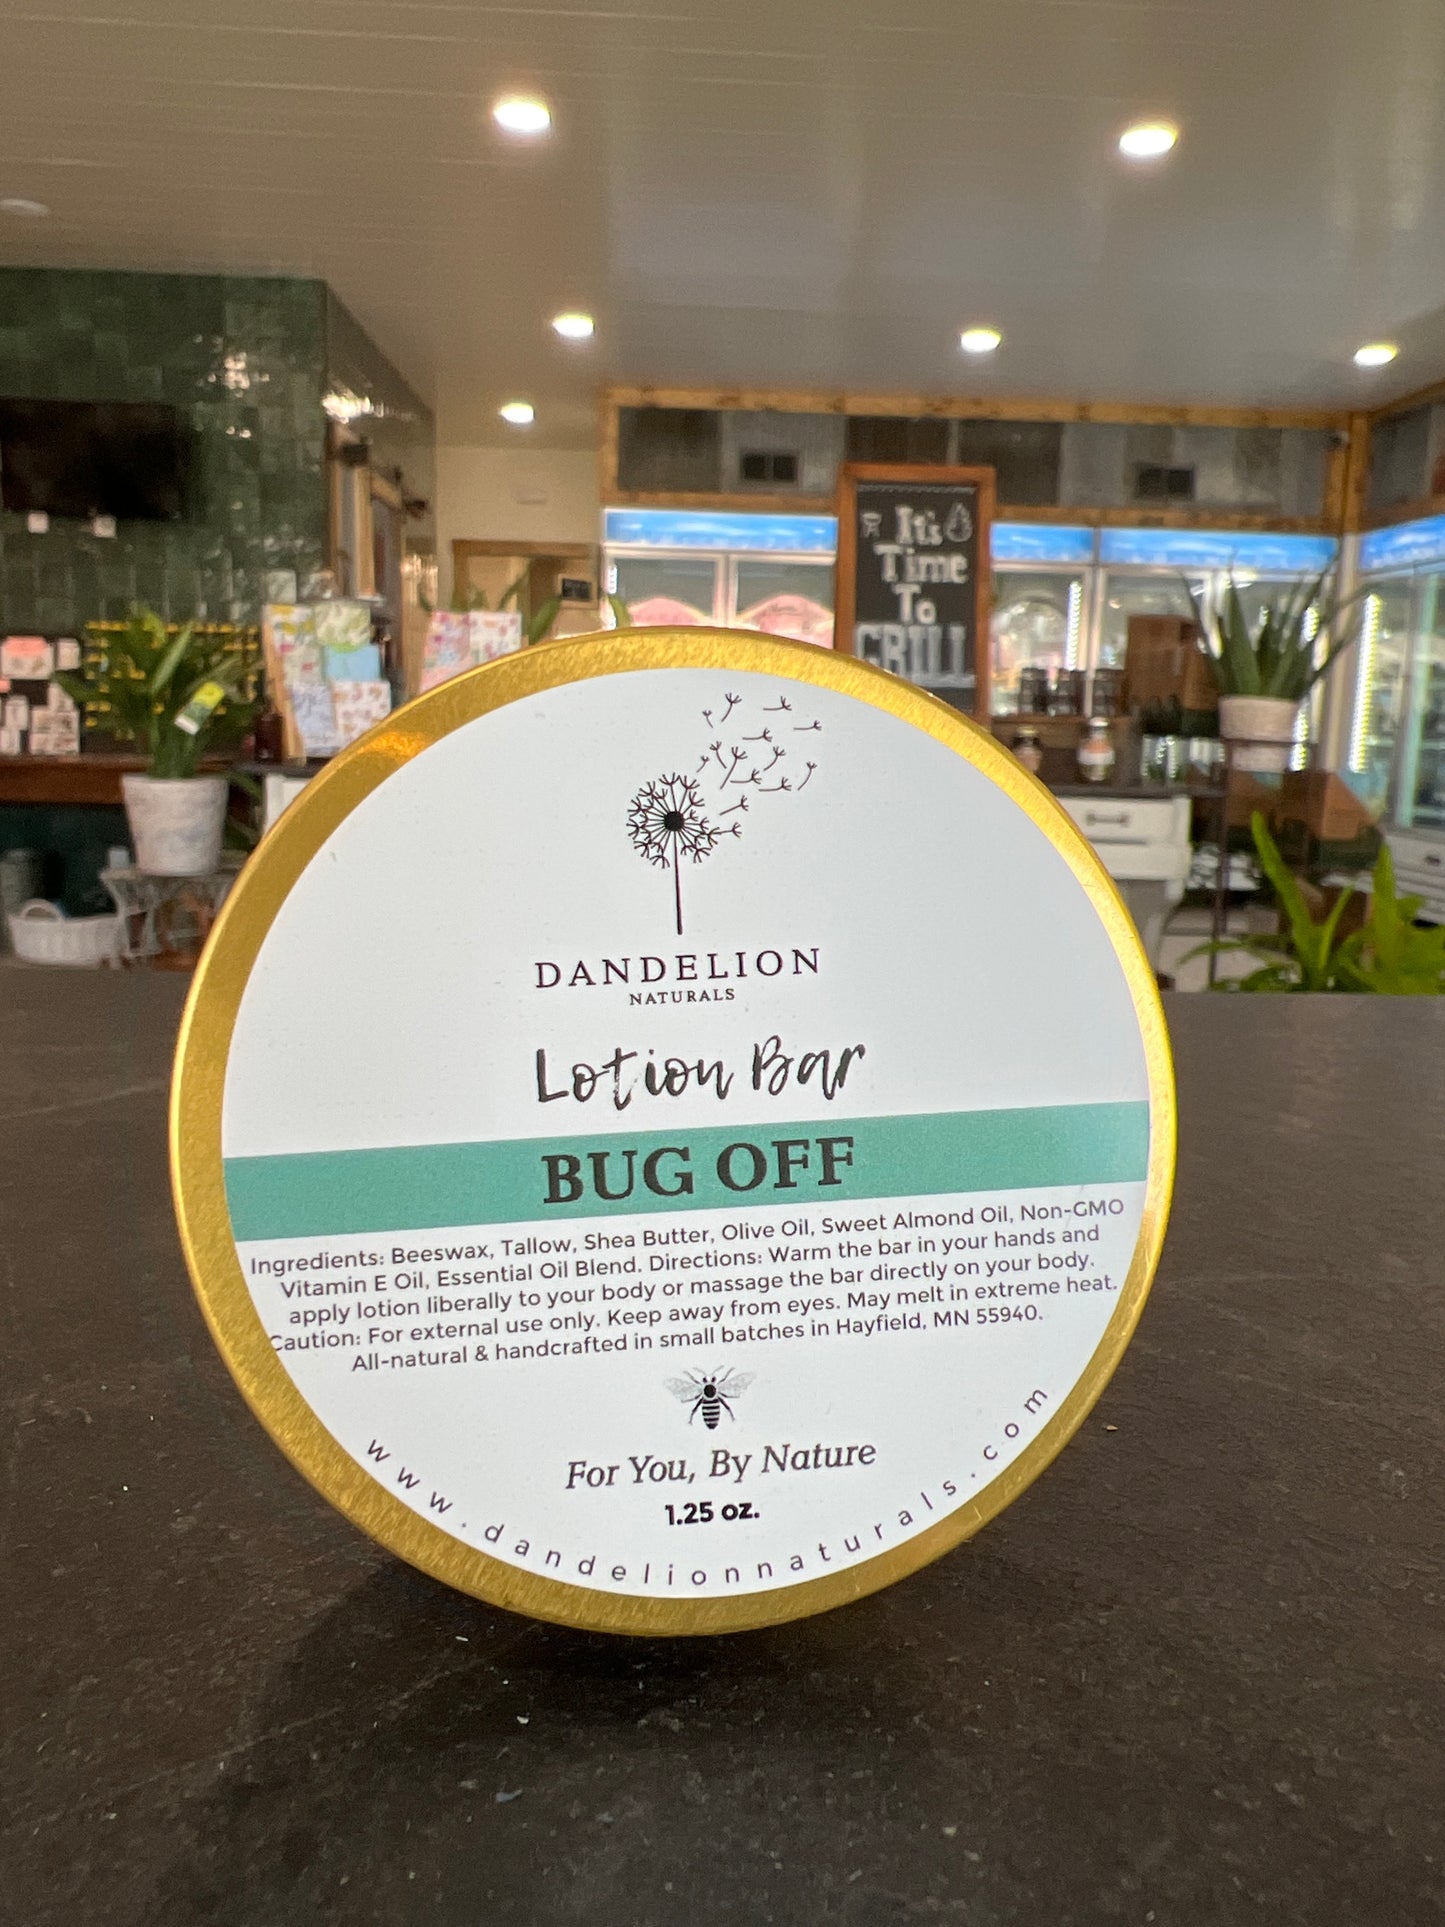 It's
Time
To
GRILL
DANDELION
NATURALS
Lotion Bar
BUG OFF
Ingredients: Beeswax, Tallow, Shea Butter, Olive Oil, Sweet Almond Oil, Non-GMO
Vitamin E Oil, Essential Oil Blend. Directions: Warm the bar in your hands and
apply lotion liberally to your body or massage the bar directly on your body.
Caution: For external use only. Keep away from eyes. May melt in extreme heat.
All-natural & handcrafted in small batches in Hayfield, MN 55940.
For You, By Nature
1.25 oz.
www.dandelionnaturals.com